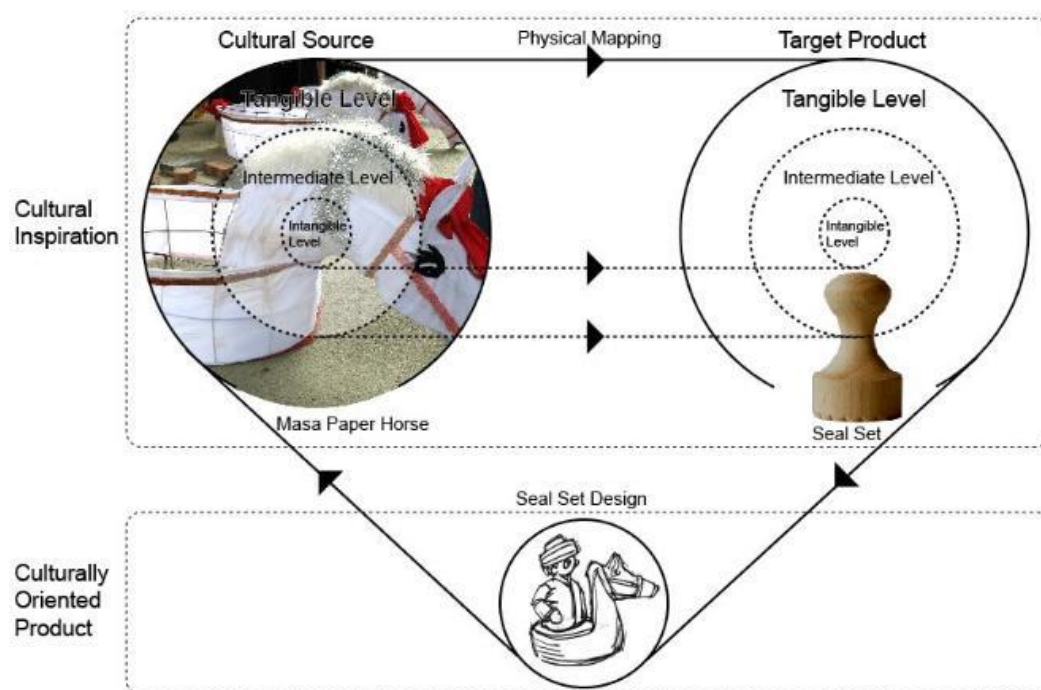 Cultural Source
Physical Mapping
Target Product
Tangible Level
Tangible Level
Intermediate Level
Intermediate Level
Intangible
Level
Intangible
Level
Cultural
Inspiration
Masa Paper Horse
Seal Set
Seal Set Design
Culturally
Oriented
Product